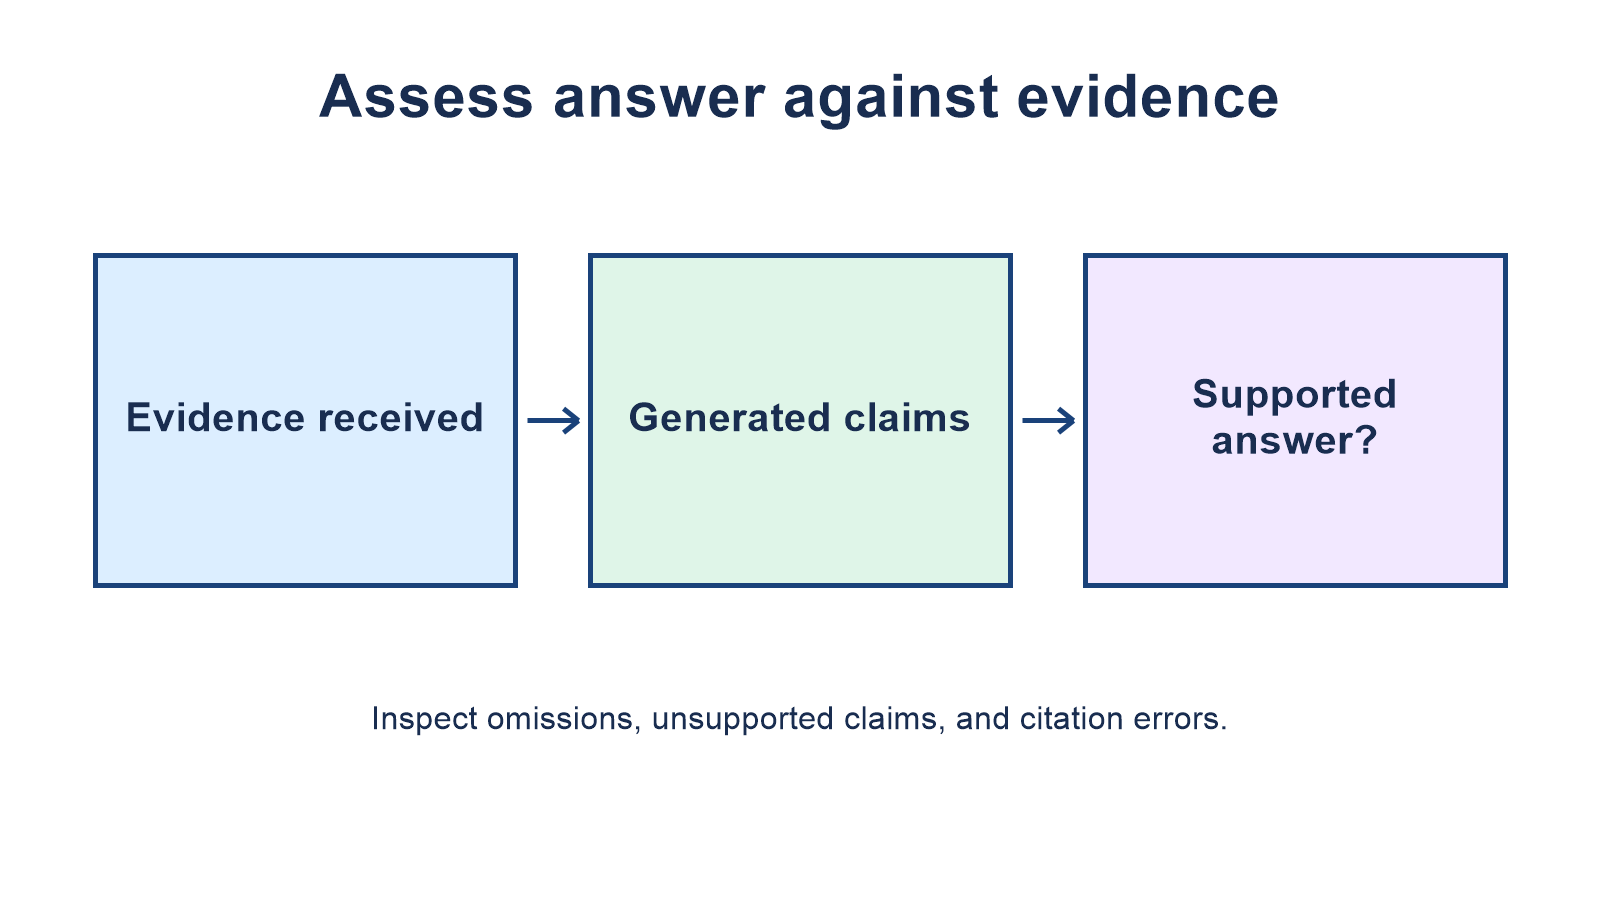 Assess answer against evidence
Evidence received
Generated claims
Supported
answer?
Inspect omissions, unsupported claims, and citation errors.